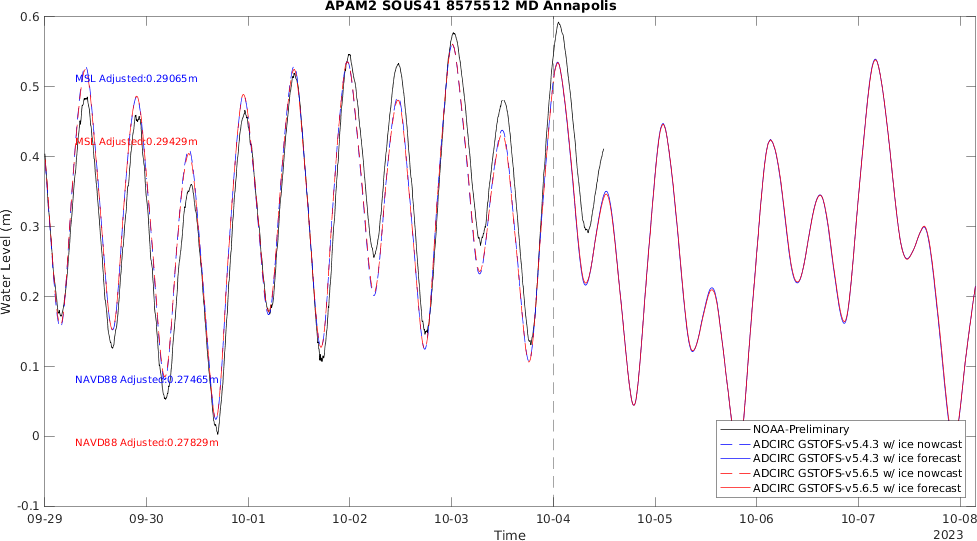 APAM2 SOUS41 8575512 MD Annapolis
0.6
0.5
0.4
0.3
0.2
0.1
0
-0.1
Water Level (m)
MSL Adjusted:0.29065m
MSL Adjusted:0.29429m
NAVD88 Adjusted:0.27465m
NAVD88 Adjusted:0.27829m
NOAA-Preliminary
ADCIRC GSTOFS-v5.4.3 w/ ice nowcast
ADCIRC GSTOFS-v5.4.3 w/ ice forecast
ADCIRC GSTOFS-v5.6.5 w/ ice nowcast
ADCIRC GSTOFS-v5.6.5 w/ ice forecast
09-29 09-30 10-01 10-02 10-03 10-04 10-05 10-06 10-07 10-08
Time
2023